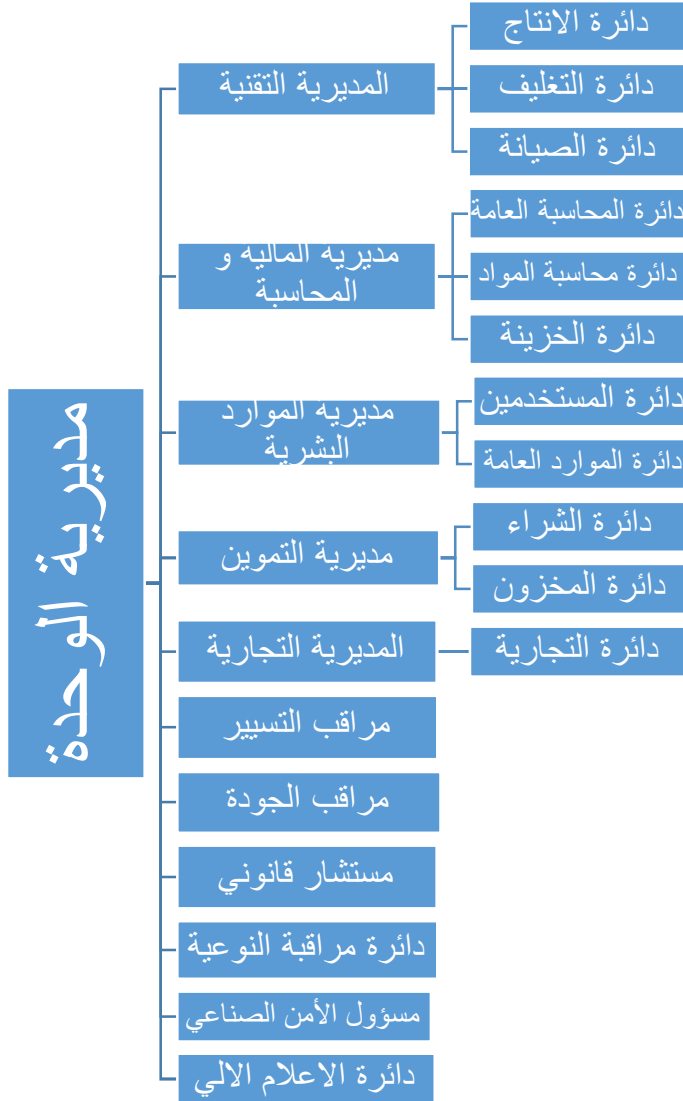 مديرية الوحدة
المديرية التقنية
دائرة الانتاج
دائرة التغليف
دائرة الصيانة
مديرية المالية و
المحاسبة
دائرة المحاسبة العامة
دائرة محاسبة المواد
دائرة الخزينة
مديرية الموارد
البشرية
دائرة المستخدمين
دائرة الموارد العامة
مديرية التموين
دائرة الشراء
دائرة المخزون
المديرية التجارية
دائرة التجارية
مراقب التسيير
مراقب الجودة
مستشار قانوني
دائرة مراقبة النوعية
مسؤول الأمن الصناعي
دائرة الاعلام الالي